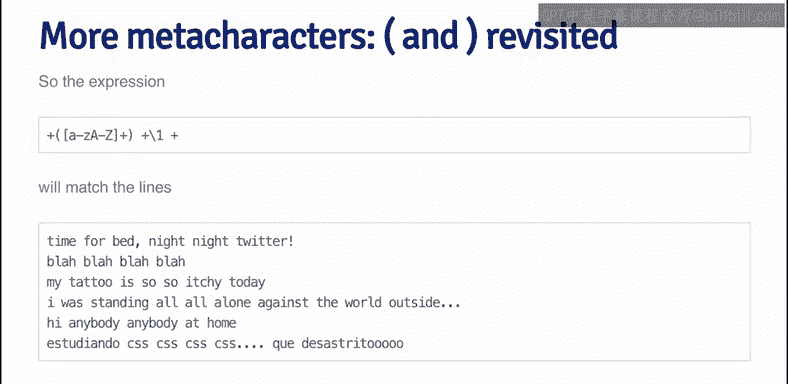 More metacharacters: ( and ) revisited
So the expression
+([a-zA-Z]+) +\1 +
will match the lines
time for bed, night night twitter!
blah blah blah blah
my tattoo is so so itchy today
i was standing all all alone against the world outside...
hi anybody anybody at home
estudiando css css css css.... que desastritooooo